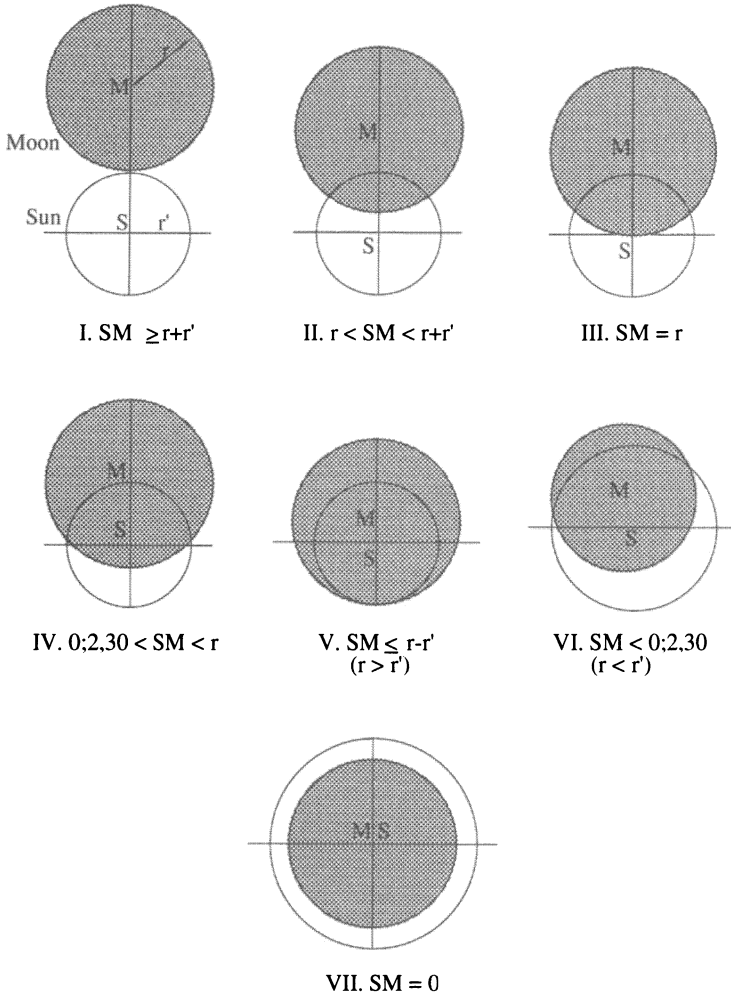 r
M
Moon
Sun
S
r'
M
S
M
S
I. SM ≥ r+r'
II. r < SM < r+r'
III. SM = r
M
S
M
S
M
S
IV. 0;2,30 < SM < r
V. SM ≤ r-r'
(r > r')
VI. SM < 0;2,30
(r < r')
M S
VII. SM = 0